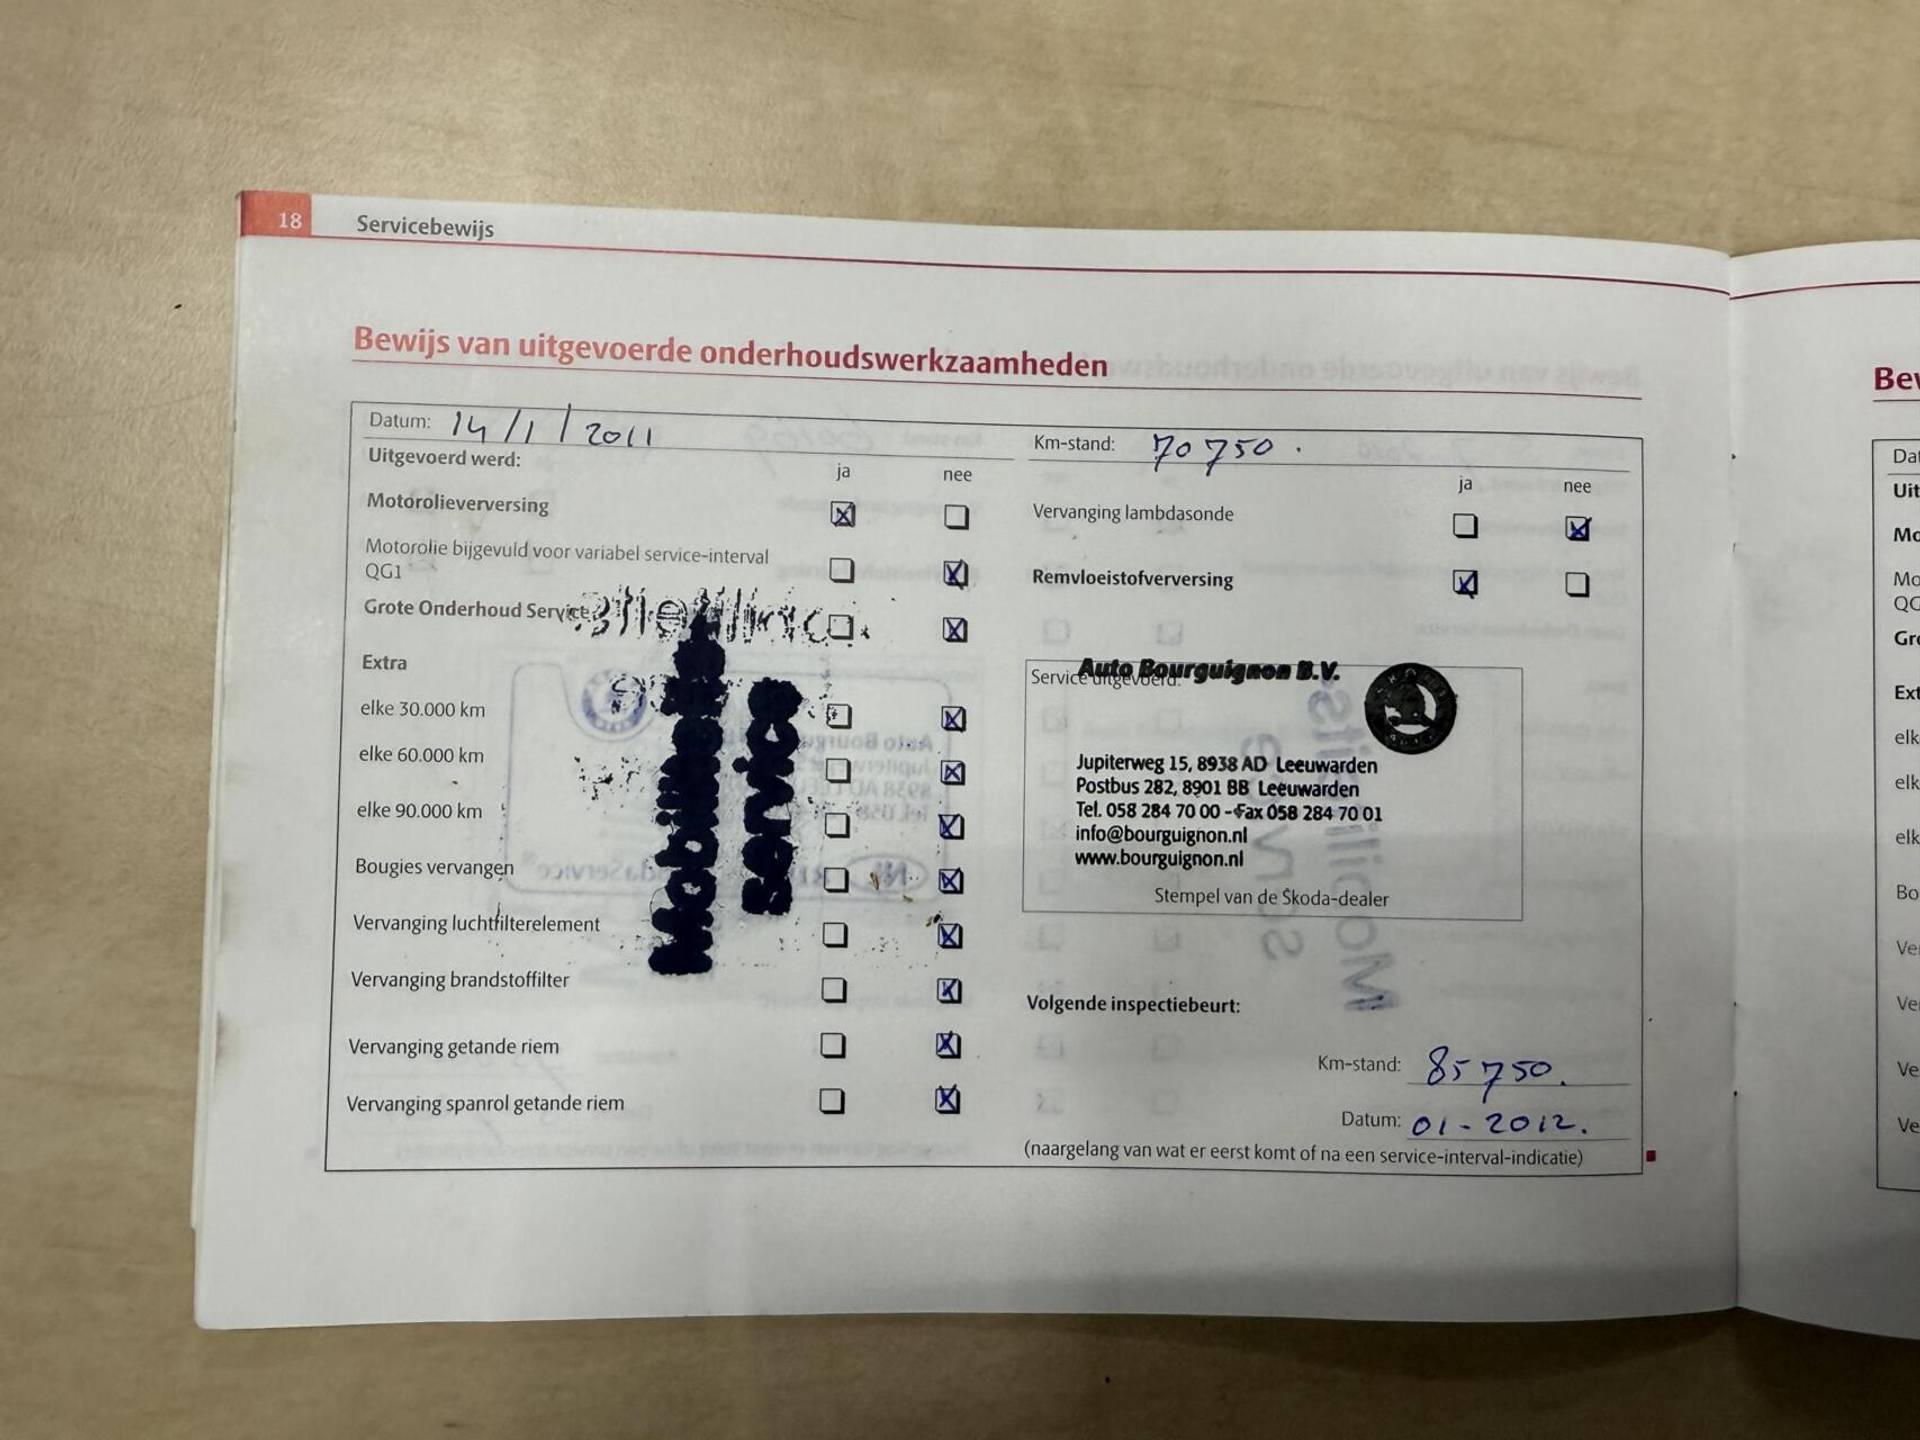 18 Servicebewijs
Bewijs van uitgevoerde onderhoudswerkzaamheden
Datum: 14/1/2011
Km-stand: 70750.
Uitgevoerd werd:
ja nee
ja nee
Motorolieverversing
Motorolie bijgevuld voor variabel service-interval
QG1
Grote Onderhoud Service
Extra
elke 30.000 km
elke 60.000 km
elke 90.000 km
Bougies vervangen
Vervanging luchtfilterelement
Vervanging brandstoffilter
Vervanging getande riem
Vervanging spanrol getande riem
Mobiliteits
service
Vervanging lambdasonde
Remvloeistofverversing
Service uitgevoerd:
Auto Bourguignon B.V.
Jupiterweg 15, 8938 AD Leeuwarden
Postbus 282, 8901 BB Leeuwarden
Tel. 058 284 70 00 - Fax 058 284 70 01
info@bourguignon.nl
www.bourguignon.nl
Stempel van de Škoda-dealer
Volgende inspectiebeurt:
Km-stand: 85750.
Datum: 01-2012.
(naargelang van wat er eerst komt of na een service-interval-indicatie)